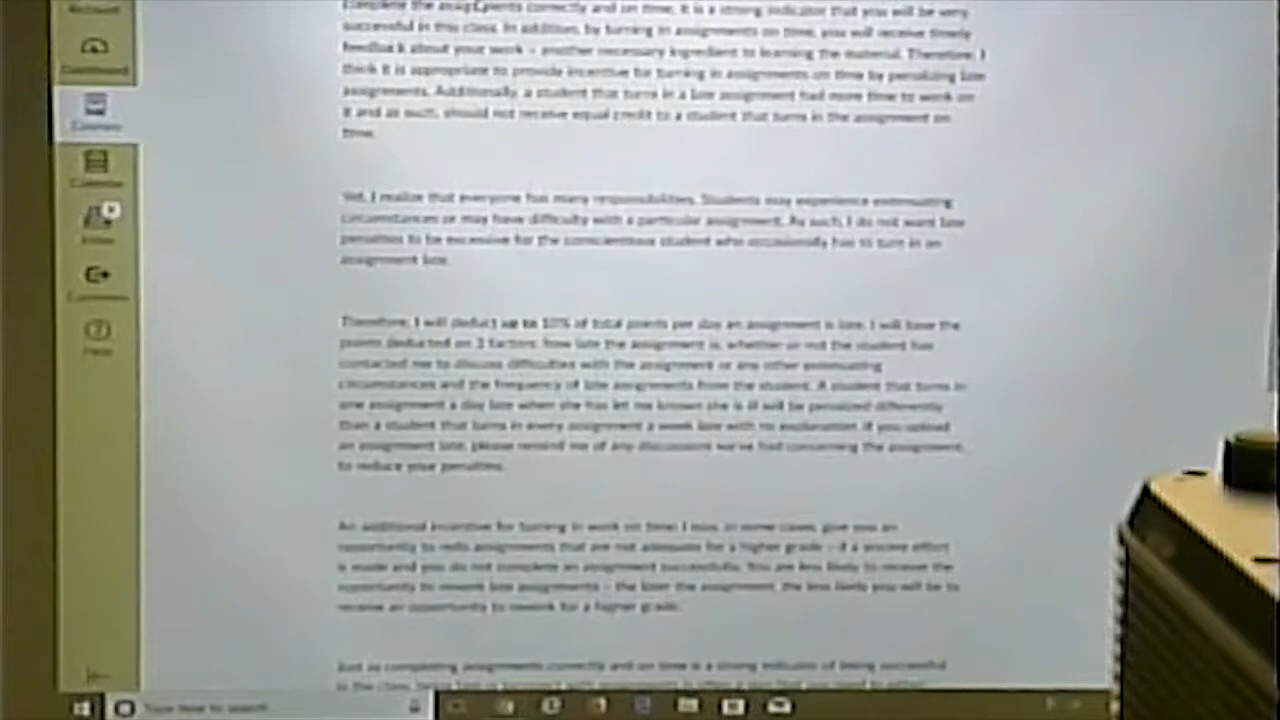 Account
Dashboard
Courses
Calendar
Inbox
Commons
Help
complete the assignments correctly and on time, it is a strong indicator that you will be very
successful in this class. In addition, by turning in assignments on time, you will receive timely
feedback about your work – another necessary ingredient to learning the material. Therefore, I
think it is appropriate to provide incentive for turning in assignments on time by penalizing late
assignments. Additionally, a student that turns in a late assignment had more time to work on
it and as such, should not receive equal credit to a student that turns in the assignment on
time.
Yet, I realize that everyone has many responsibilities. Students may experience extenuating
circumstances or may have difficulty with a particular assignment. As such, I do not want late
penalties to be excessive for the conscientious student who occasionally has to turn in an
assignment late.
Therefore, I will deduct up to 10% of total points per day an assignment is late. I will base the
points deducted on 3 factors: how late the assignment is, whether or not the student has
contacted me to discuss difficulties with the assignment or any other extenuating
circumstances and the frequency of late assignments from the student. A student that turns in
one assignment a day late when she has let me known she is ill will be penalized differently
than a student that turns in every assignment a week late with no explanation. If you upload
an assignment late, please remind me of any discussions we've had concerning the assignment,
to reduce your penalties.
An additional incentive for turning in work on time: I may, in some cases, give you an
opportunity to redo assignments that are not adequate for a higher grade – if a sincere effort
is made and you do not complete an assignment successfully. You are less likely to receive the
opportunity to rework late assignments – the later the assignment, the less likely you will be to
receive an opportunity to rework for a higher grade.
Just as completing assignments correctly and on time is a strong indicator of being successful
in the class,
Type here to search